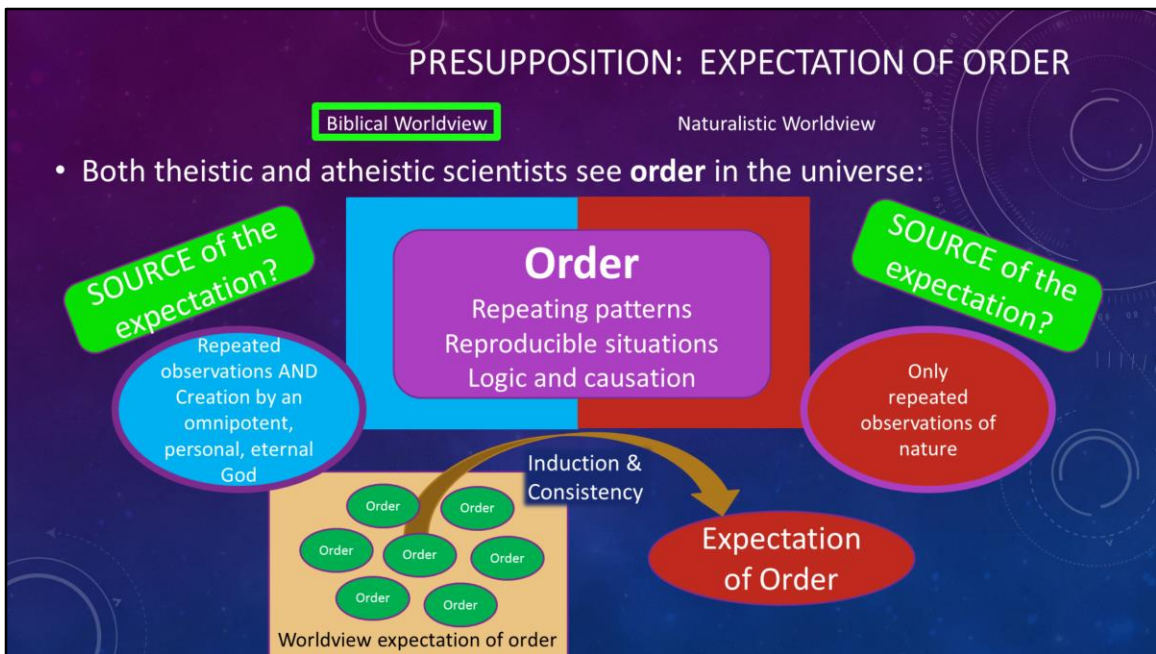 PRESUPPOSITION: EXPECTATION OF ORDER
Biblical Worldview
Naturalistic Worldview
• Both theistic and atheistic scientists see order in the universe:
SOURCE of the
expectation?
Order
Repeating patterns
Reproducible situations
Logic and causation
SOURCE of the
expectation?
Repeated
observations AND
Creation by an
omnipotent,
personal, eternal
God
Only
repeated
observations of
nature
Induction &
Consistency
Order
Order
Order
Order
Order
Order
Order
Worldview expectation of order
Expectation
of Order